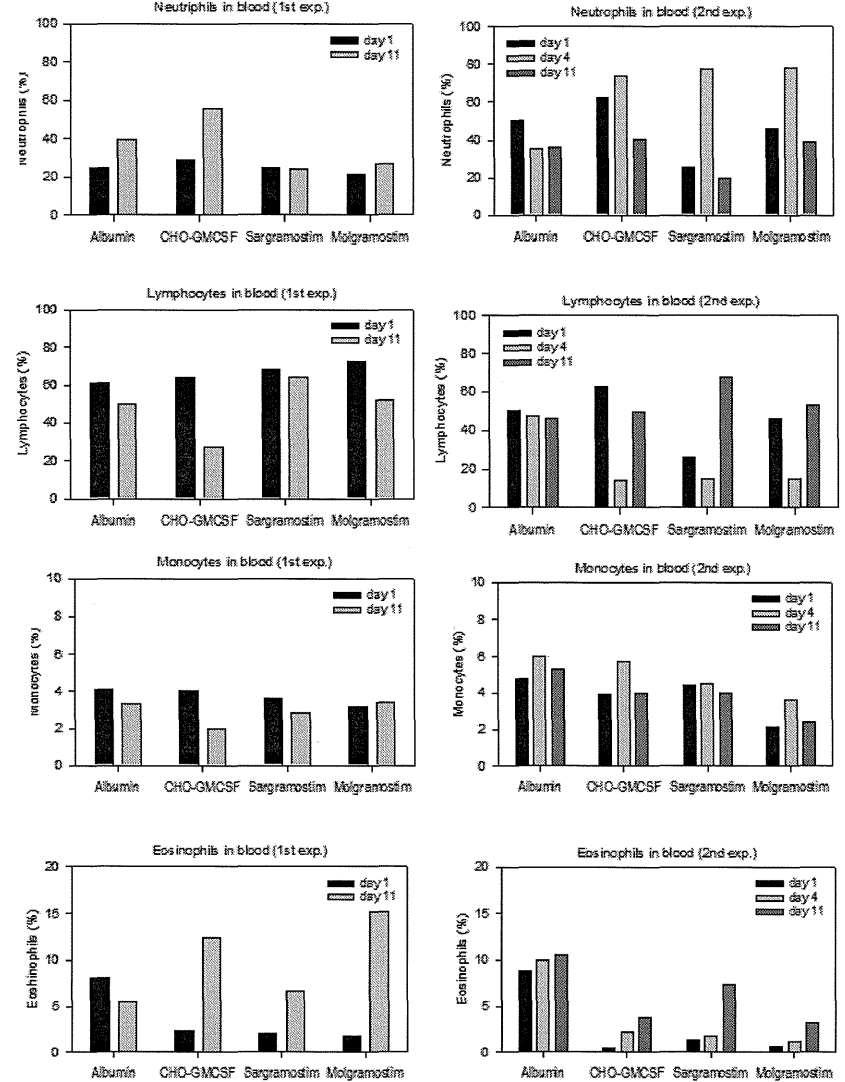 Neutriphils in blood (1st exp.)
100
80
60
40
20
0
Neutrophils (%)
day 1
day 11
Albumin CHO-GMCSF Sargramostim Molgramostim
Neutrophils in blood (2nd exp.)
100
80
60
40
20
0
Neutrophils (%)
day 1
day 4
day 11
Albumin CHO-GMCSF Sargramostim Molgramostim
Lymphocytes in blood (1st exp.)
100
80
60
40
20
0
Lymphocytes (%)
day 1
day 11
Albumin CHO-GMCSF Sargramostim Molgramostim
Lymphocytes in blood (2nd exp.)
100
80
60
40
20
0
Lymphocytes (%)
day 1
day 4
day 11
Albumin CHO-GMCSF Sargramostim Molgramostim
Monocytes in blood (1st exp.)
10
8
6
4
2
0
Monocytes (%)
day 1
day 11
Albumin CHO-GMCSF Sargramostim Molgramostim
Monocytes in blood (2nd exp.)
10
8
6
4
2
0
Monocytes (%)
day 1
day 4
day 11
Albumin CHO-GMCSF Sargramostim Molgramostim
Eosinophils in blood (1st exp.)
20
15
10
5
0
Eoshinophils (%)
day 1
day 11
Albumin CHO-GMCSF Sargramostim Molgramostim
Eosinophils in blood (2nd exp.)
20
15
10
5
0
Eosinophils (%)
day 1
day 4
day 11
Albumin CHO-GMCSF Sargramostim Molgramostim